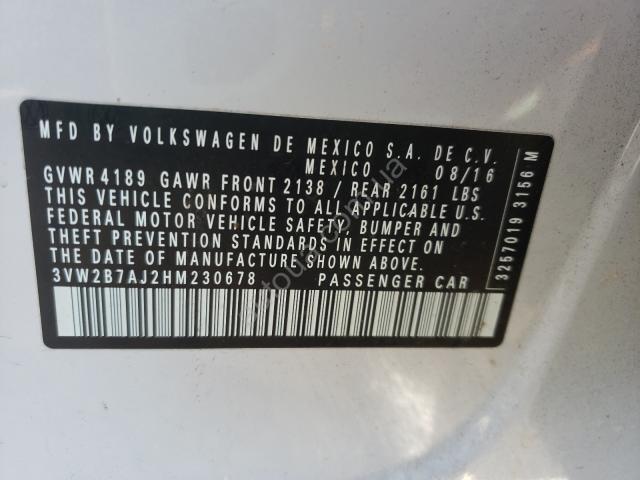 MFD BY VOLKSWAGEN DE MEXICO S.A. DE C.V.
MEXICO 08/16
GVWR 4189 GAWR FRONT 2138 / REAR 2161 LBS
THIS VEHICLE CONFORMS TO ALL APPLICABLE U.S.
FEDERAL MOTOR VEHICLE SAFETY, BUMPER AND
THEFT PREVENTION STANDARDS IN EFFECT ON
THE DATE OF MANUFACTURE SHOWN ABOVE.
3VW2B7AJ2HM230678 PASSENGER CAR
3257019 3156 M